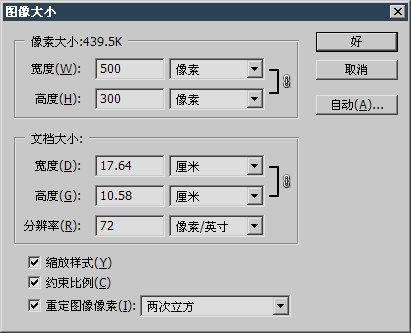 图像大小
像素大小:439.5K
宽度(W): 500 像素
高度(H): 300 像素
好
取消
自动(A)...
文档大小:
宽度(D): 17.64 厘米
高度(G): 10.58 厘米
分辨率(R): 72 像素/英寸
缩放样式(Y)
约束比例(C)
重定图像像素(I): 两次立方